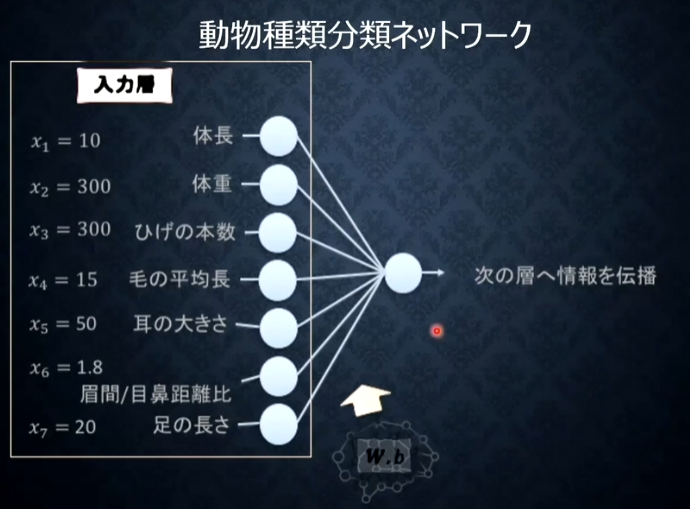 動物種類分類ネットワーク
入力層
x₁ = 10 体長
x₂ = 300 体重
x₃ = 300 ひげの本数
x₄ = 15 毛の平均長
x₅ = 50 耳の大きさ
x₆ = 1.8
眉間/目鼻距離比
x₇ = 20 足の長さ
次の層へ情報を伝播
W.b